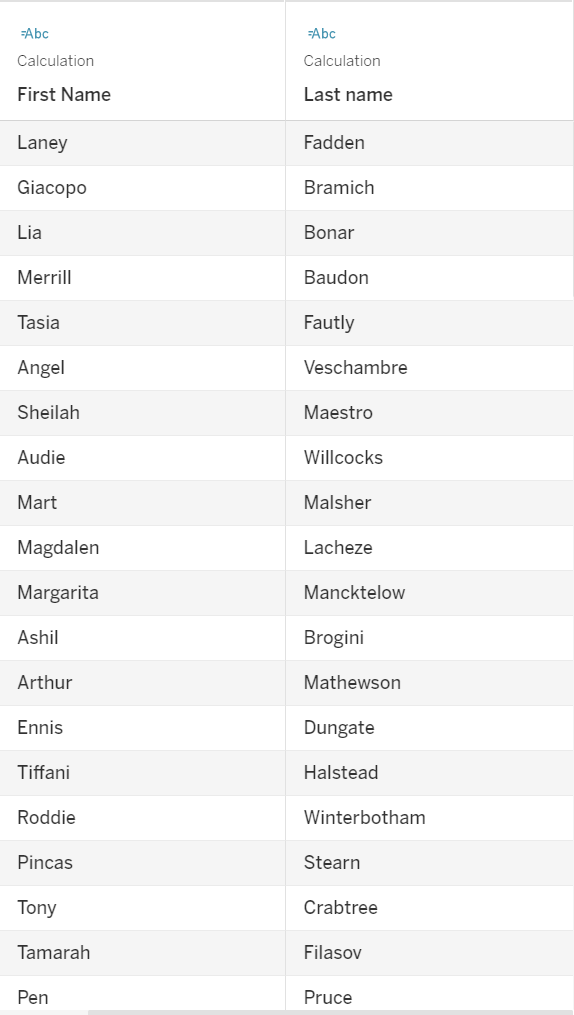 =Abc =Abc
Calculation Calculation
First Name Last name
Laney Fadden
Giacopo Bramich
Lia Bonar
Merrill Baudon
Tasia Fautly
Angel Veschambre
Sheilah Maestro
Audie Willcocks
Mart Malsher
Magdalen Lacheze
Margarita Mancktelow
Ashil Brogini
Arthur Mathewson
Ennis Dungate
Tiffani Halstead
Roddie Winterbotham
Pincas Stearn
Tony Crabtree
Tamarah Filasov
Pen Pruce